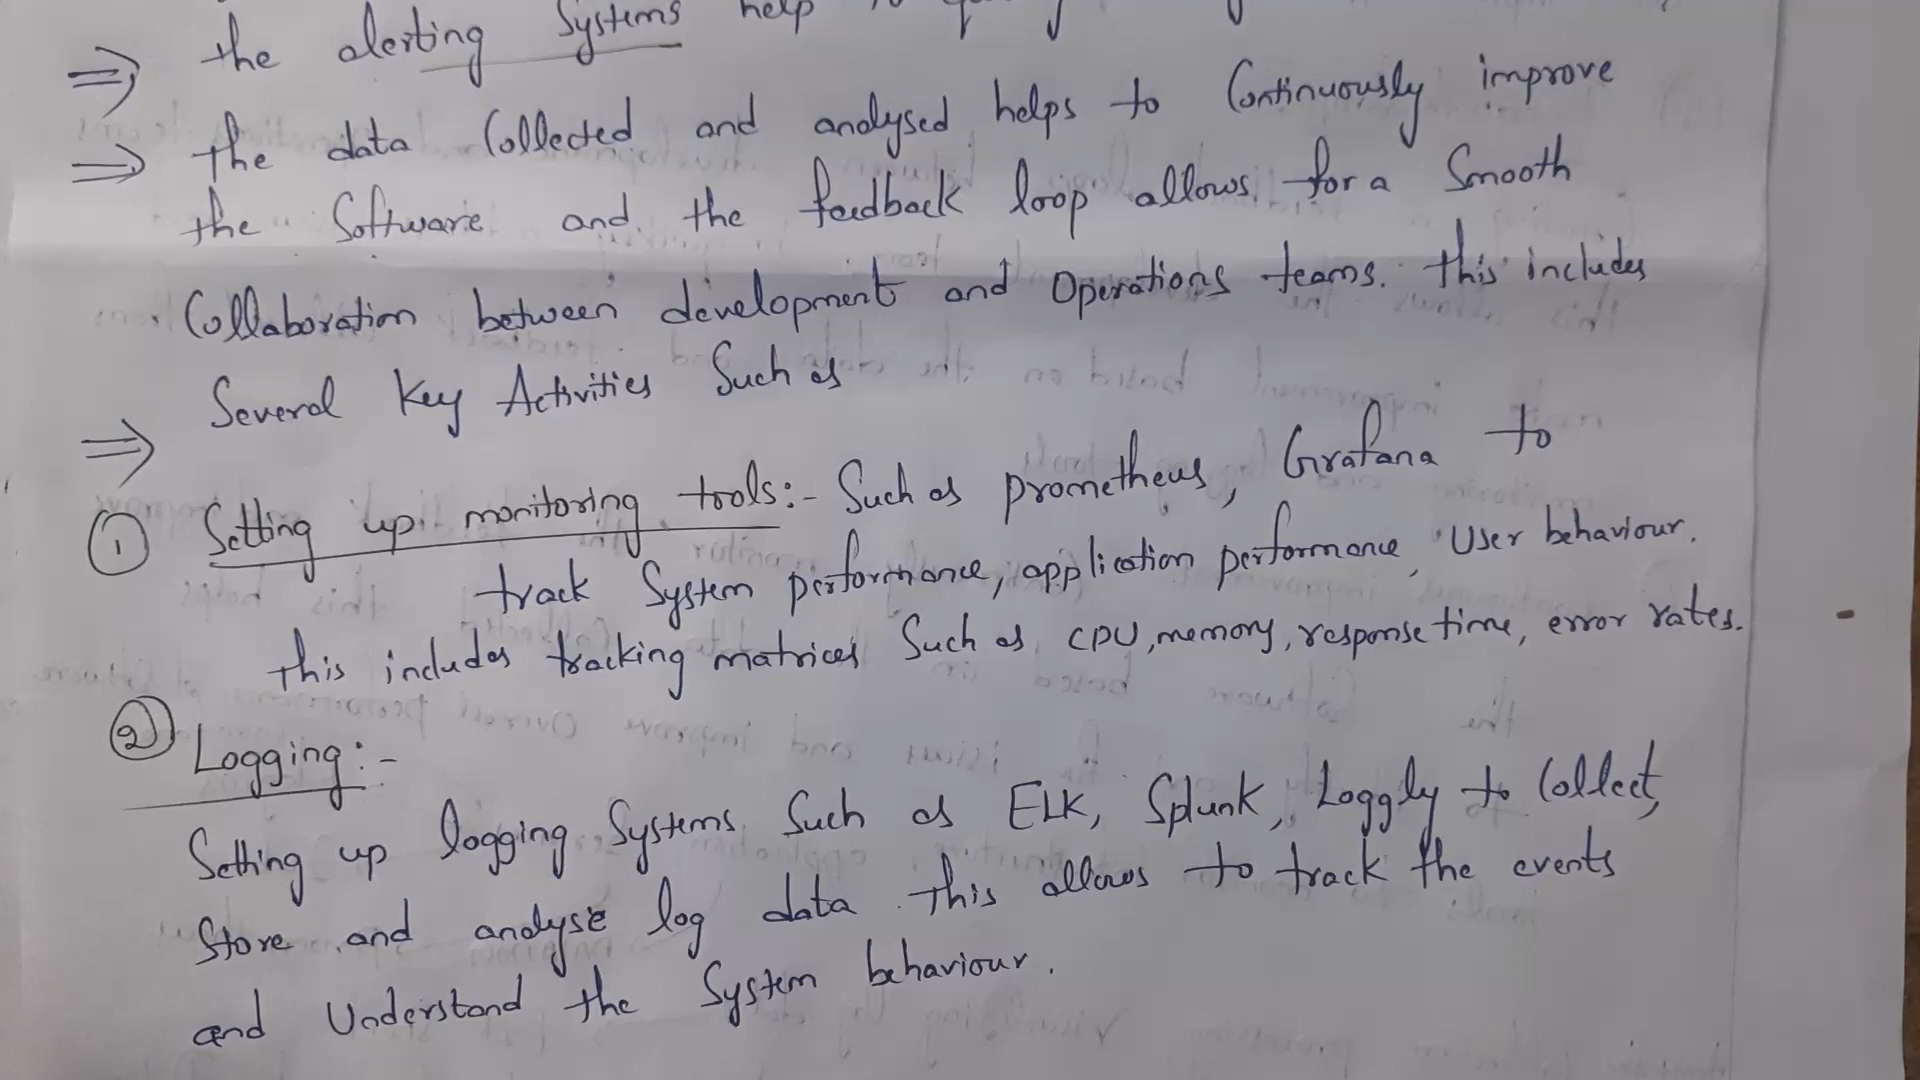 ⇒ the alerting Systems help to
⇒ the data Collected and analysed helps to Continuously improve
the Software and the feedback loop allows for a Smooth
Collaboration between development and Operations teams. this includes
⇒ Several Key Activities Such as
① Setting up monitoring tools:- Such as prometheus, Grafana to
track System performance, application performance, User behaviour.
this includes tracking matrices Such as CPU, memory, response time, error rates.
② Logging:-
Setting up logging Systems Such as ELK, Splunk, Loggly to Collect,
Store and analyse log data. this allows to track the events
and Understand the System behaviour.